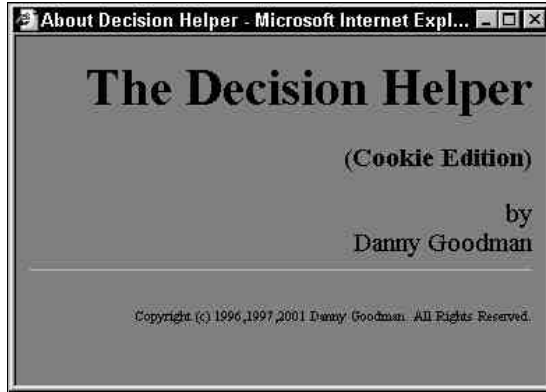 About Decision Helper - Microsoft Internet Expl...
The Decision Helper
(Cookie Edition)
by
Danny Goodman
Copyright (c) 1996,1997,2001 Danny Goodman. All Rights Reserved.